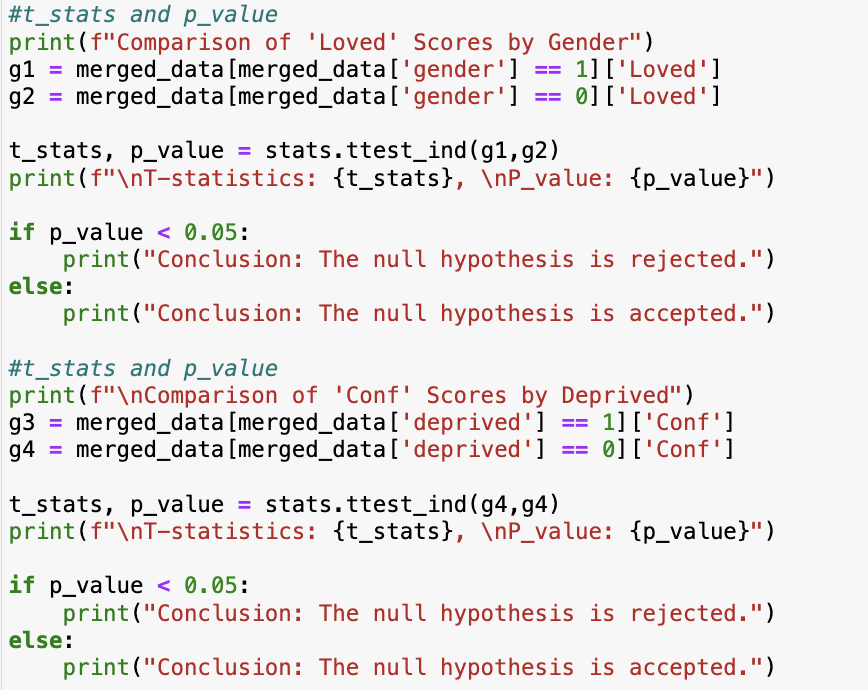 #t_stats and p_value
print(f"Comparison of 'Loved' Scores by Gender")
g1 = merged_data[merged_data['gender'] == 1]['Loved']
g2 = merged_data[merged_data['gender'] == 0]['Loved']

t_stats, p_value = stats.ttest_ind(g1,g2)
print(f"\nT-statistics: {t_stats}, \nP_value: {p_value}")

if p_value < 0.05:
    print("Conclusion: The null hypothesis is rejected.")
else:
    print("Conclusion: The null hypothesis is accepted.")

#t_stats and p_value
print(f"\nComparison of 'Conf' Scores by Deprived")
g3 = merged_data[merged_data['deprived'] == 1]['Conf']
g4 = merged_data[merged_data['deprived'] == 0]['Conf']

t_stats, p_value = stats.ttest_ind(g4,g4)
print(f"\nT-statistics: {t_stats}, \nP_value: {p_value}")

if p_value < 0.05:
    print("Conclusion: The null hypothesis is rejected.")
else:
    print("Conclusion: The null hypothesis is accepted.")